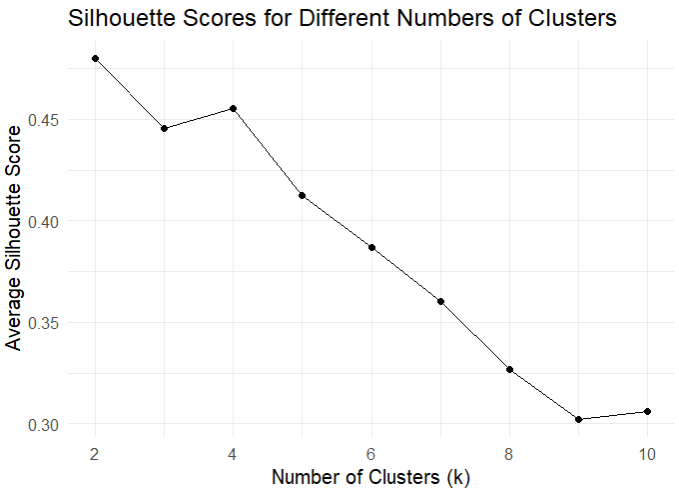 Silhouette Scores for Different Numbers of Clusters
Average Silhouette Score
0.45
0.40
0.35
0.30
2 4 6 8 10
Number of Clusters (k)